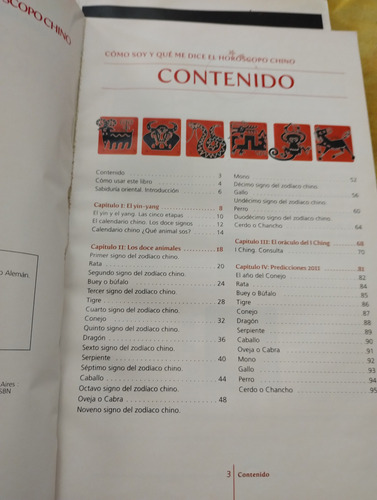 SCOPO CHINO
o Alemán.
Aires
SBN
CÓMO SOY Y QUÉ ME DICE EL HORÓSCOPO CHINO
CONTENIDO
Contenido 3
Cómo usar este libro 4
Sabiduría oriental. Introducción 6
Capítulo I: El yin-yang 8
El yin y el yang. Las cinco etapas 10
El calendario chino. Los doce signos 12
Calendario chino ¿Qué animal sos? 14
Capítulo II: Los doce animales 18
Primer signo del zodíaco chino.
Rata 20
Segundo signo del zodíaco chino.
Buey o búfalo 24
Tercer signo del zodíaco chino.
Tigre 28
Cuarto signo del zodíaco chino.
Conejo 32
Quinto signo del zodíaco chino.
Dragón 36
Sexto signo del zodíaco chino.
Serpiente 40
Séptimo signo del zodíaco chino.
Caballo 44
Octavo signo del zodíaco chino.
Oveja o Cabra 48
Noveno signo del zodíaco chino.
Mono 52
Décimo signo del zodíaco chino.
Gallo 56
Undécimo signo del zodíaco chino.
Perro 60
Duodécimo signo del zodíaco chino.
Cerdo o Chancho 64
Capítulo III: El oráculo del I Ching 68
I Ching. Consulta 70
Capítulo IV: Predicciones 2011 81
El año del Conejo 82
Rata 84
Buey o Búfalo 85
Tigre 86
Conejo 87
Dragón 88
Serpiente 89
Caballo 90
Oveja o Cabra 91
Mono 92
Gallo 93
Perro 94
Cerdo o Chancho 95
3 Contenido